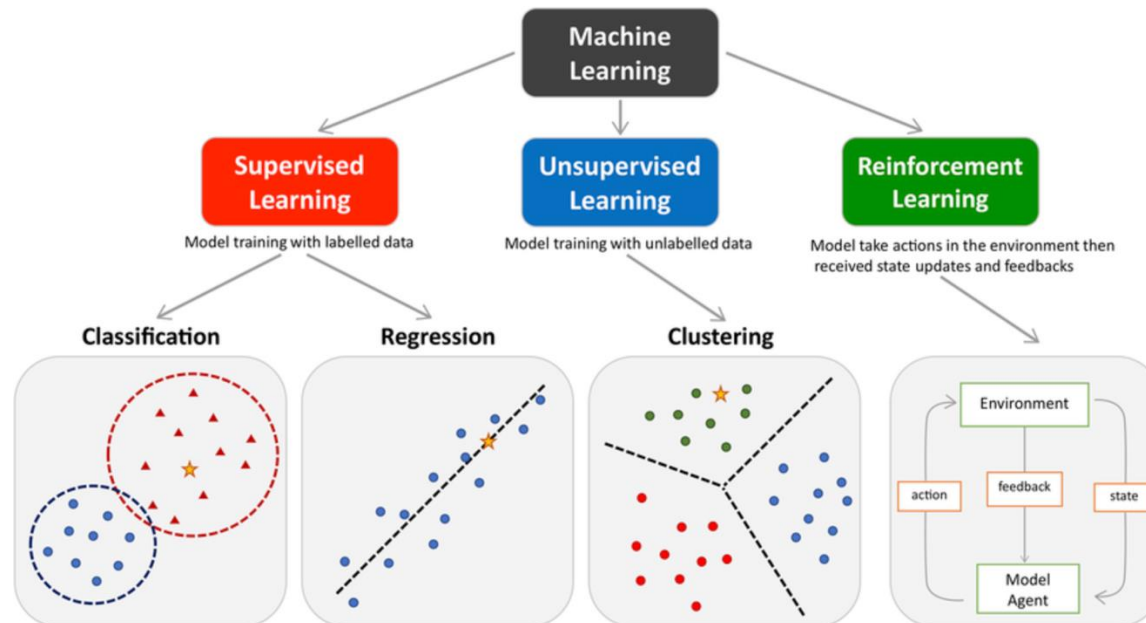 Machine
Learning
Supervised
Learning
Unsupervised
Learning
Reinforcement
Learning
Model training with labelled data
Model training with unlabelled data
Model take actions in the environment then
received state updates and feedbacks
Classification
Regression
Clustering
Environment
action
feedback
state
Model
Agent